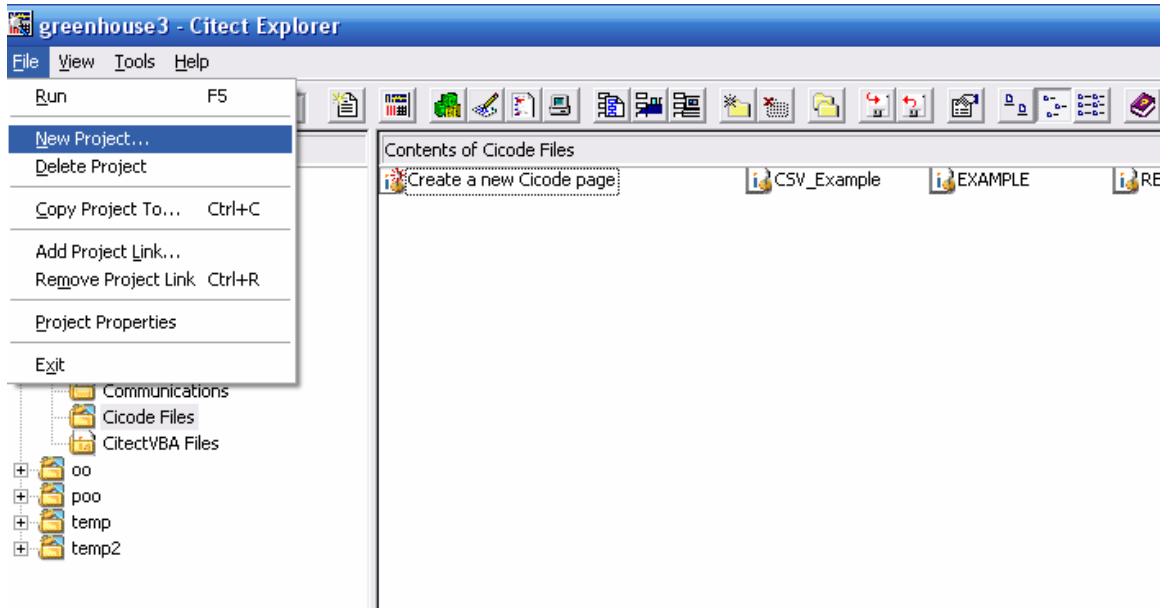 greenhouse3 - Citect Explorer
File View Tools Help
Run F5
New Project...
Delete Project
Copy Project To... Ctrl+C
Add Project Link...
Remove Project Link Ctrl+R
Project Properties
Exit
Communications
Cicode Files
CitectVBA Files
oo
poo
temp
temp2
Contents of Cicode Files
Create a new Cicode page CSV_Example EXAMPLE RE